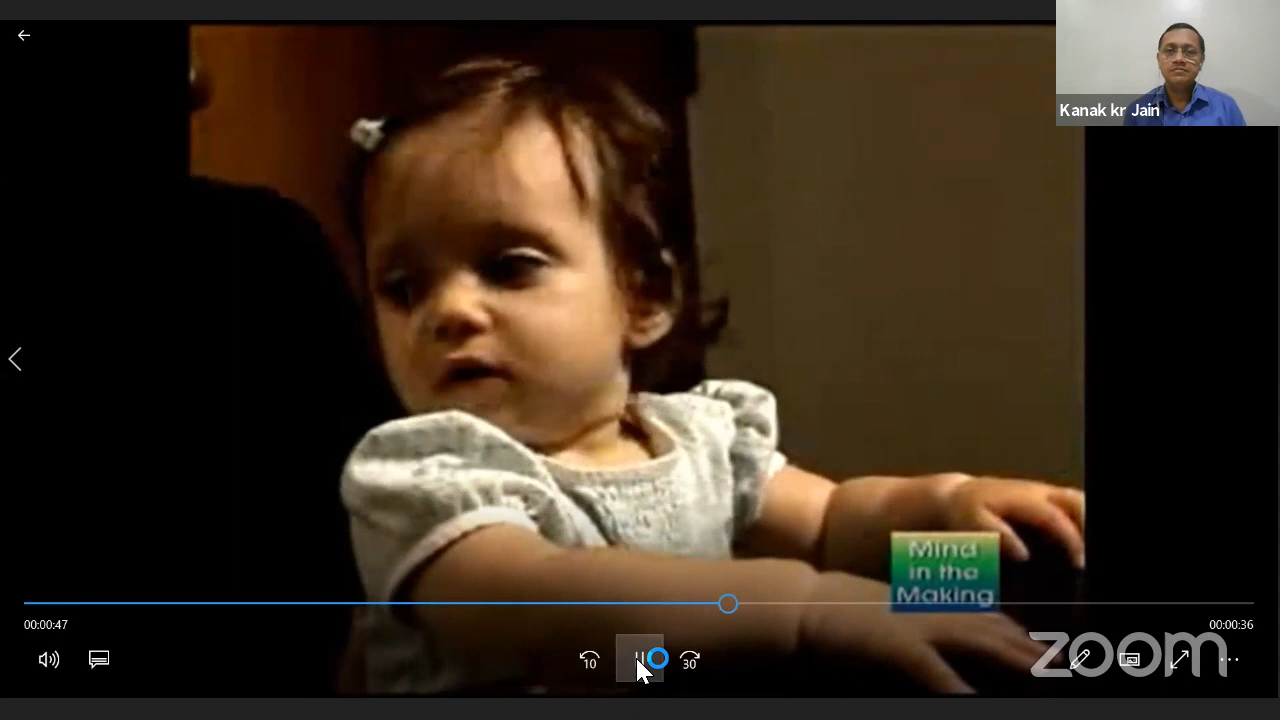 Kanak kr Jain
Mind
in the
Making
00:00:47
00:00:36
10
30
zoom